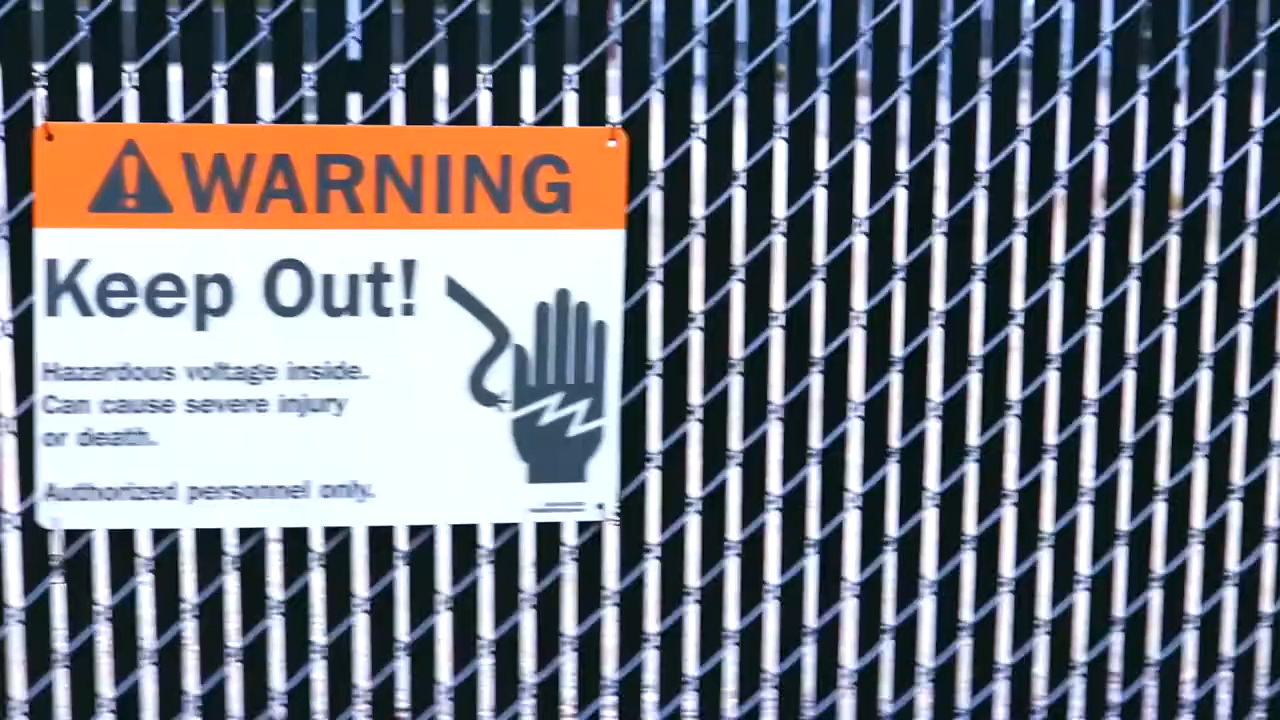 WARNING
Keep Out!
Hazardous voltage inside.
Can cause severe injury
or death.
Authorized personnel only.